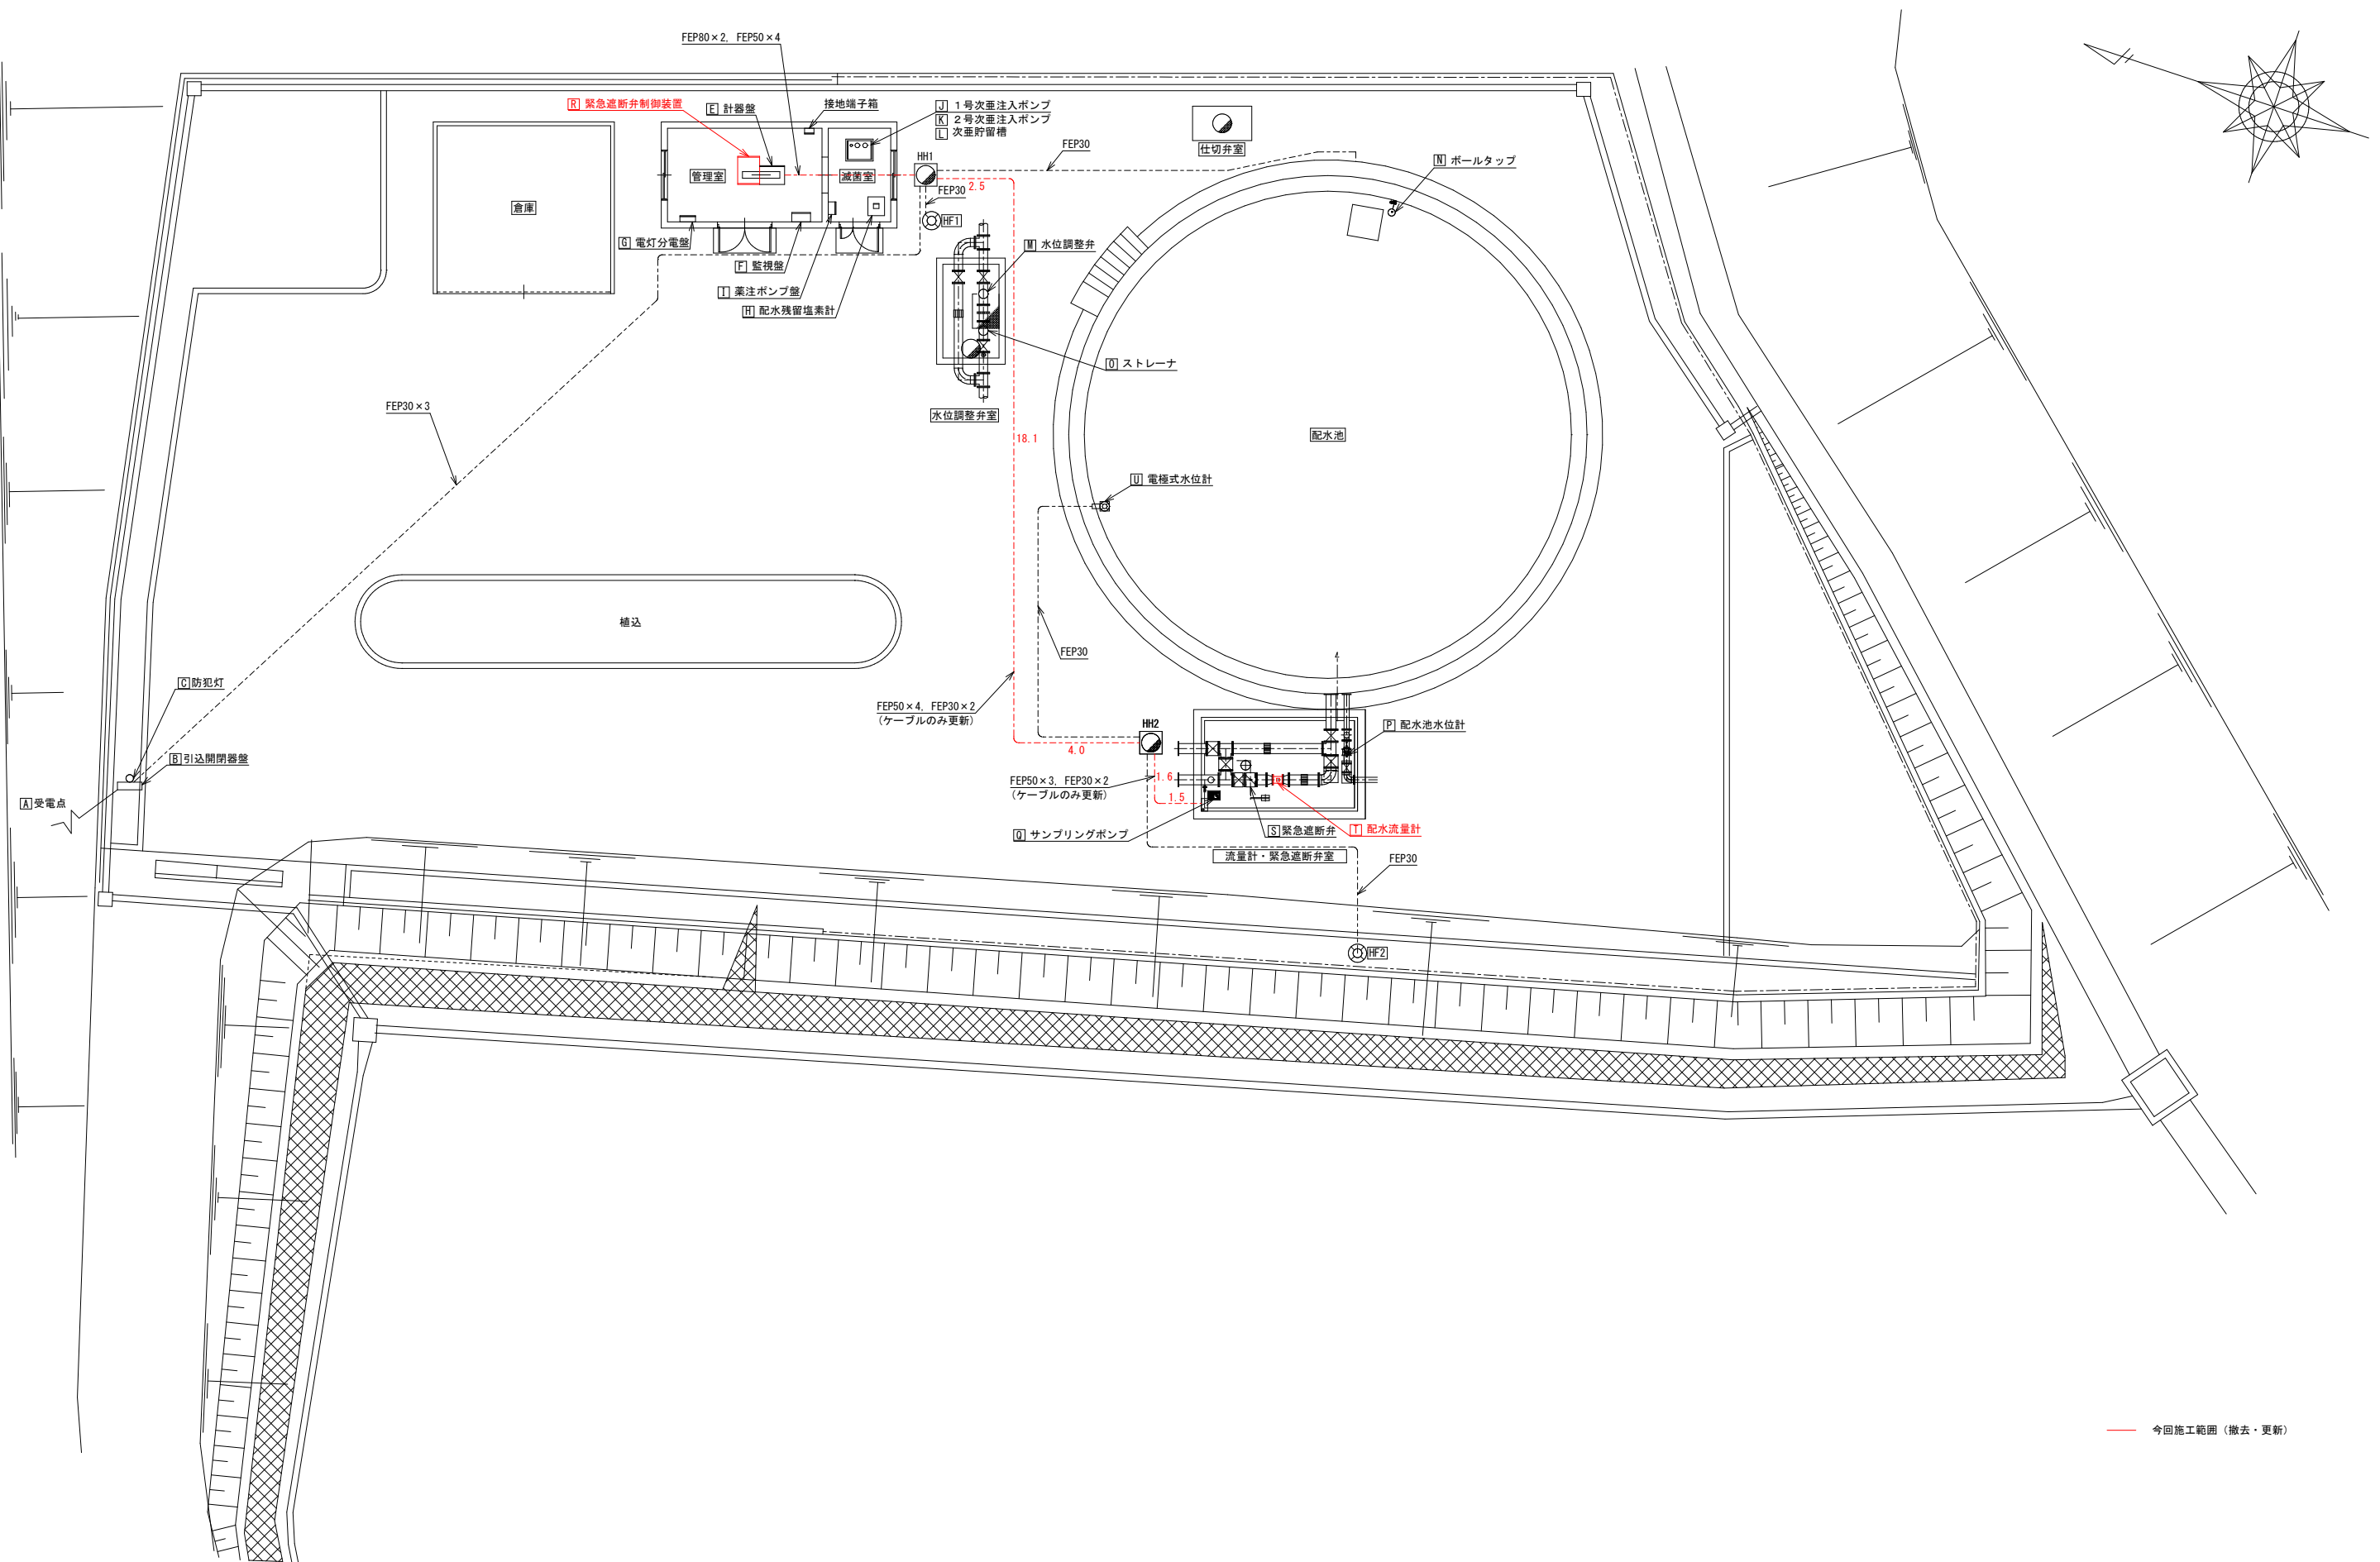 FEP80×2, FEP50×4
R 緊急遮断弁制御装置
E 計器盤
接地端子箱
J 1号次亜注入ポンプ
K 2号次亜注入ポンプ
L 次亜貯留槽
仕切弁室
FEP30
N ボールタップ
HH1
管理室
滅菌室
2.5
FEP30
倉庫
HF1
G 電灯分電盤
M 水位調整弁
F 監視盤
I 薬注ポンプ盤
H 配水残留塩素計
O ストレーナ
FEP30×3
水位調整弁室
18.1
配水池
U 電極式水位計
植込
FEP30
C 防犯灯
FEP50×4, FEP30×2
(ケーブルのみ更新)
HH2
P 配水池水位計
4.0
B 引込開閉器盤
FEP50×3, FEP30×2
(ケーブルのみ更新)
1.6
1.5
A 受電点
Q サンプリングポンプ
S 緊急遮断弁
T 配水流量計
流量計・緊急遮断弁室
FEP30
HF2
今回施工範囲(撤去・更新)